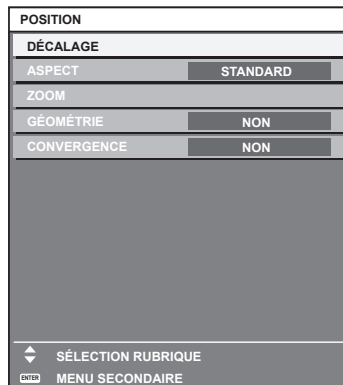 POSITION
DÉCALAGE
ASPECT STANDARD
ZOOM
GÉOMÉTRIE NON
CONVERGENCE NON
SÉLECTION RUBRIQUE
ENTER MENU SECONDAIRE